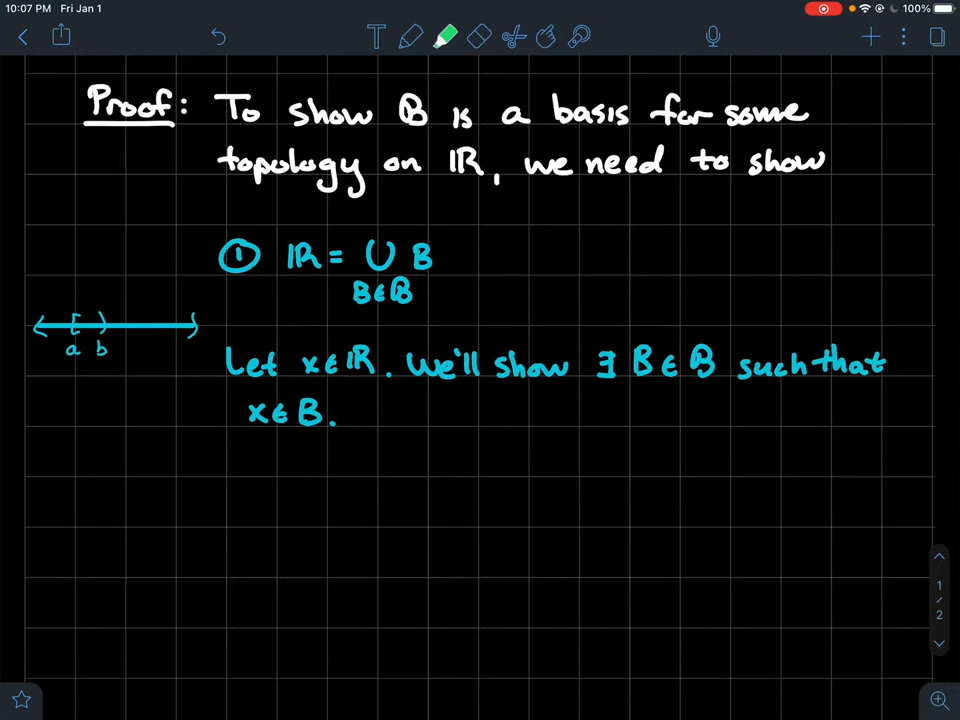 10:07 PM Fri Jan 1
100%
Proof: To show 𝔹 is a basis for some
topology on ℝ, we need to show
① ℝ = ∪ B
B∈𝔹
[ )
a b
Let x∈ℝ. We'll show ∃ B∈𝔹 such that
x∈B.
1
/
2